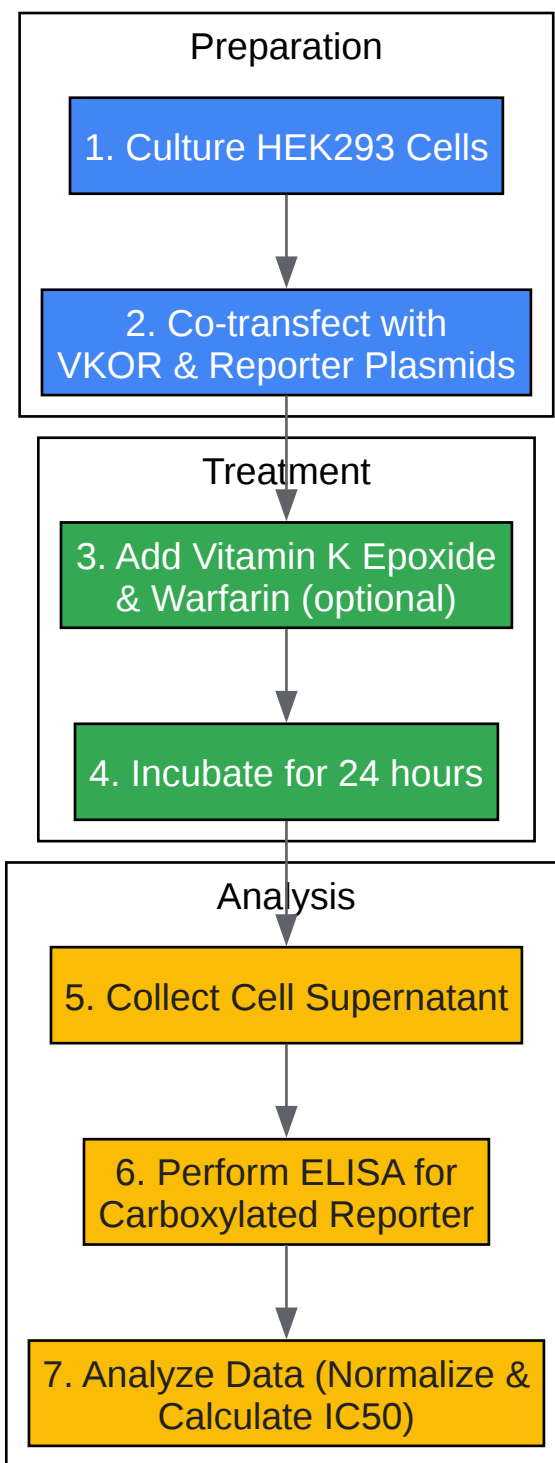 Preparation
1. Culture HEK293 Cells
2. Co-transfect with
VKOR & Reporter Plasmids
Treatment
3. Add Vitamin K Epoxide
& Warfarin (optional)
4. Incubate for 24 hours
Analysis
5. Collect Cell Supernatant
6. Perform ELISA for
Carboxylated Reporter
7. Analyze Data (Normalize &
Calculate IC50)